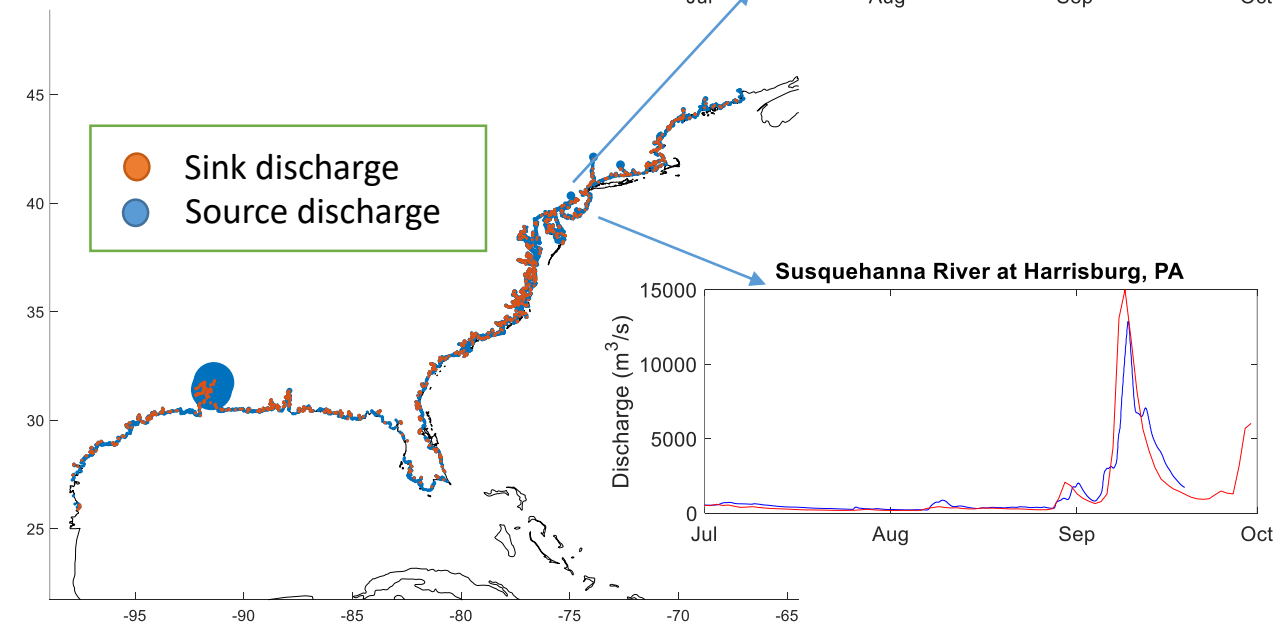 Jul Aug Sep Oct
45
40
35
30
25
-95 -90 -85 -80 -75 -70 -65
Sink discharge
Source discharge
Susquehanna River at Harrisburg, PA
Discharge (m³/s)
15000
10000
5000
0
Jul Aug Sep Oct